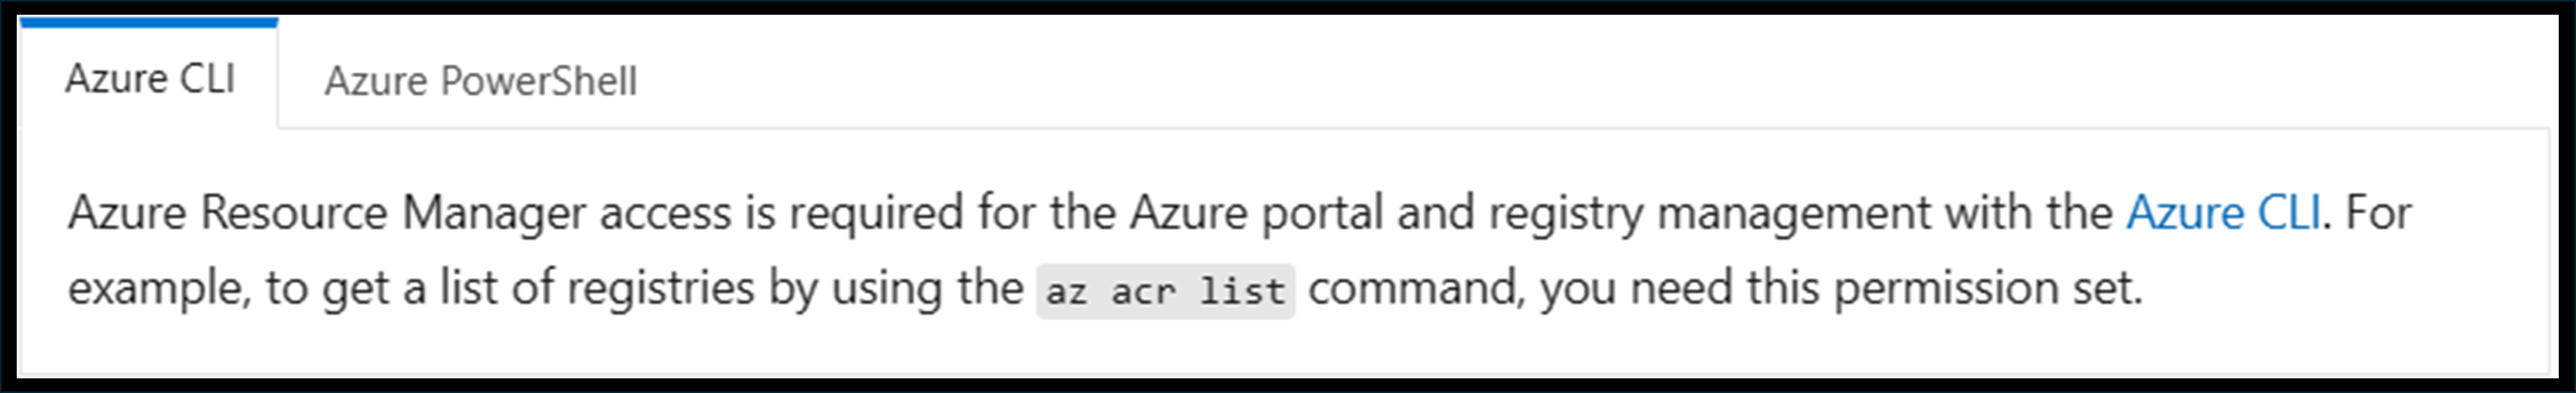 Azure CLI Azure PowerShell
Azure Resource Manager access is required for the Azure portal and registry management with the Azure CLI. For
example, to get a list of registries by using the az acr list command, you need this permission set.